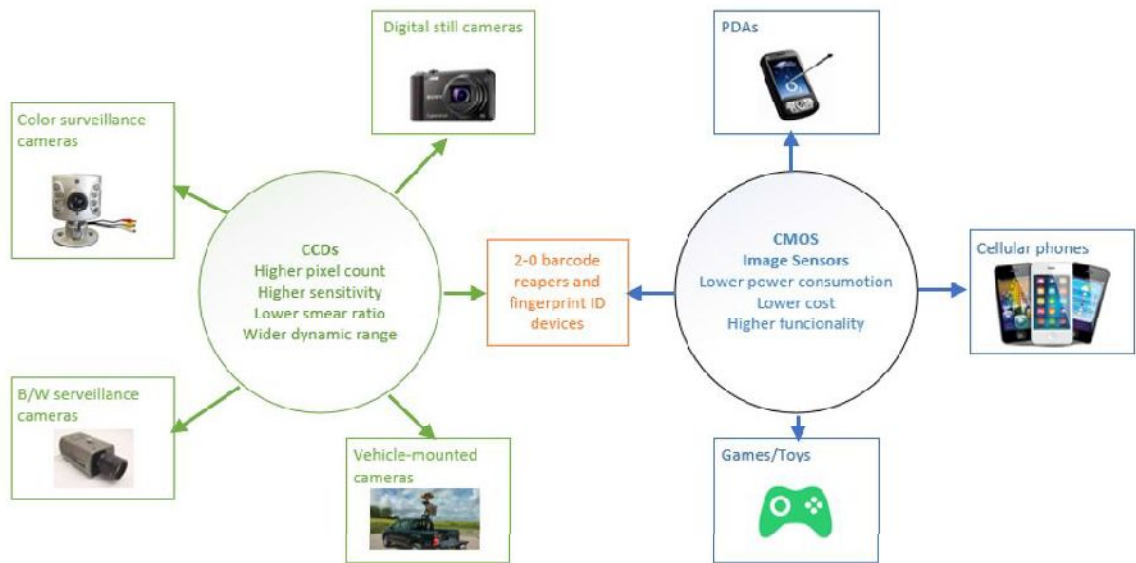 Digital still cameras
PDAs
Color surveillance
cameras
CCDs
Higher pixel count
Higher sensitivity
Lower smear ratio
Wider dynamic range
2-0 barcode
reapers and
fingerprint ID
devices
CMOS
Image Sensors
Lower power consumotion
Lower cost
Higher funcionality
Cellular phones
B/W serveillance
cameras
Vehicle-mounted
cameras
Games/Toys